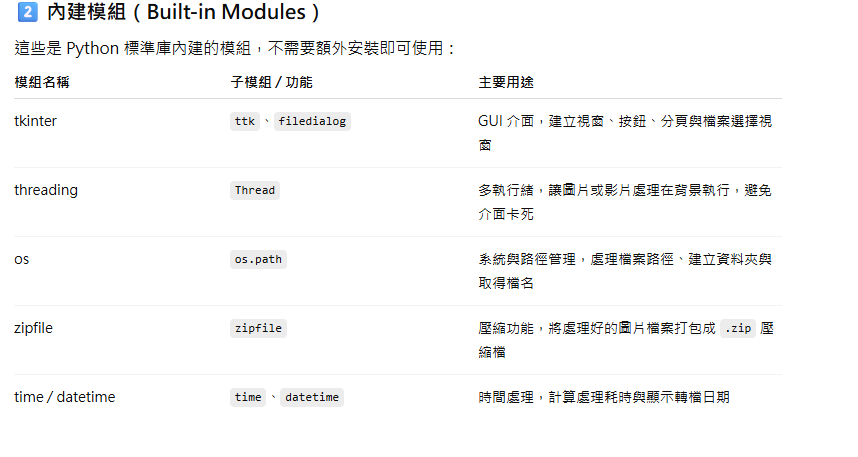 2 內建模組（Built-in Modules）
這些是 Python 標準庫內建的模組，不需要額外安裝即可使用：
模組名稱 子模組 / 功能 主要用途
tkinter ttk、filedialog GUI 介面，建立視窗、按鈕、分頁與檔案選擇視
窗
threading Thread 多執行緒，讓圖片或影片處理在背景執行，避免
介面卡死
os os.path 系統與路徑管理，處理檔案路徑、建立資料夾與
取得檔名
zipfile zipfile 壓縮功能，將處理好的圖片檔案打包成 .zip 壓
縮檔
time / datetime time、datetime 時間處理，計算處理耗時與顯示轉檔日期